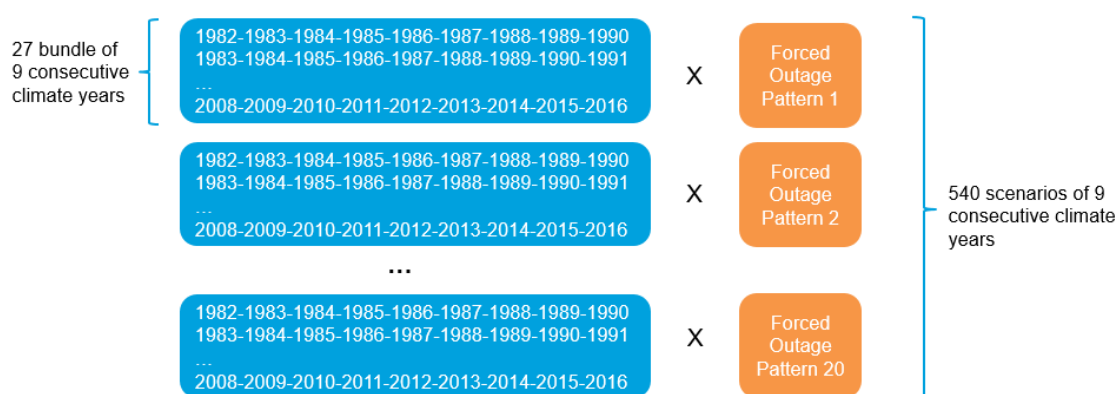 27 bundle of
9 consecutive
climate years
1982-1983-1984-1985-1986-1987-1988-1989-1990
1983-1984-1985-1986-1987-1988-1989-1990-1991
...
2008-2009-2010-2011-2012-2013-2014-2015-2016
X
Forced
Outage
Pattern 1
1982-1983-1984-1985-1986-1987-1988-1989-1990
1983-1984-1985-1986-1987-1988-1989-1990-1991
...
2008-2009-2010-2011-2012-2013-2014-2015-2016
X
Forced
Outage
Pattern 2
...
1982-1983-1984-1985-1986-1987-1988-1989-1990
1983-1984-1985-1986-1987-1988-1989-1990-1991
...
2008-2009-2010-2011-2012-2013-2014-2015-2016
X
Forced
Outage
Pattern 20
540 scenarios of 9
consecutive climate
years